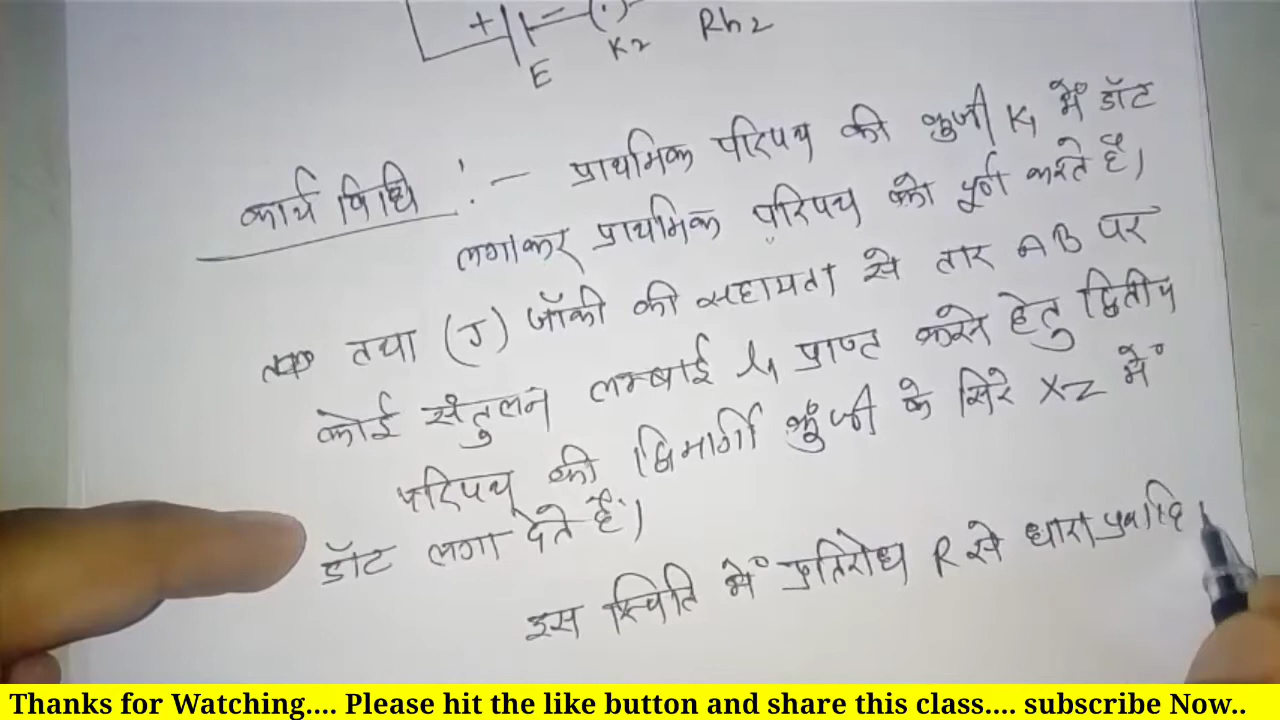 +
E
K2
Rh2
कार्य विधि :- प्राथमिक परिपथ की कुंजी K1 में डॉट
लगाकर प्राथमिक परिपथ को पूर्ण करते है।
तथा (J) जॉकी की सहायता से तार AB पर
कोई संतुलन लम्बाई l1 प्राप्ट करते हेतु द्वितीय
परिपथ की द्विमार्गी कुँजी के सिरे XZ में
डॉट लगा देते हैं।
इस स्थिति में प्रतिरोध R से धारा प्रवाहि
Thanks for Watching.... Please hit the like button and share this class.... subscribe Now..